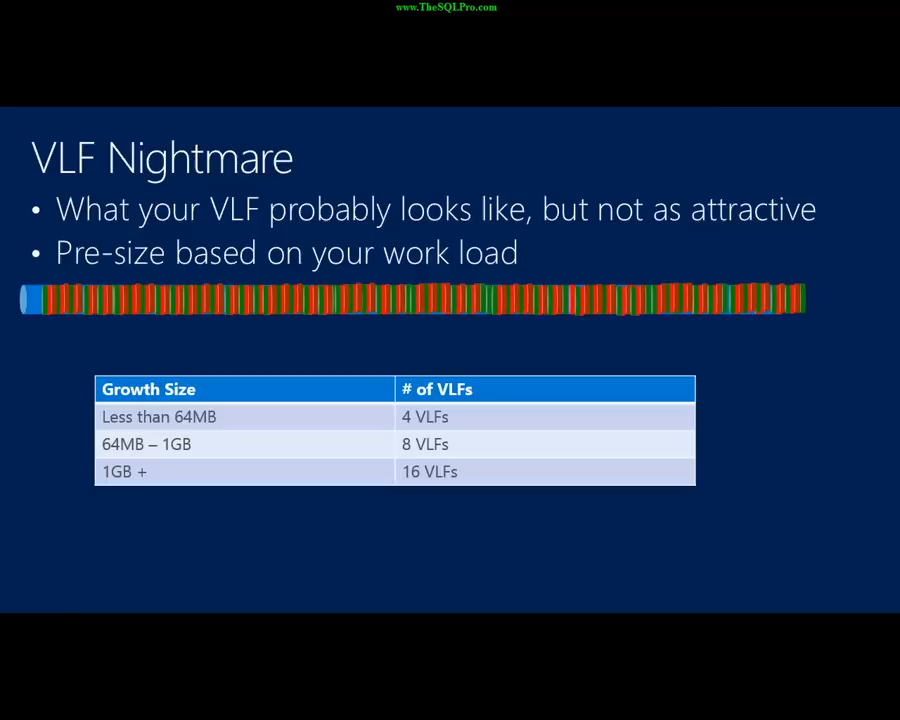 www.TheSQLPro.com
VLF Nightmare
• What your VLF probably looks like, but not as attractive
• Pre-size based on your work load
Growth Size # of VLFs
Less than 64MB 4 VLFs
64MB – 1GB 8 VLFs
1GB + 16 VLFs